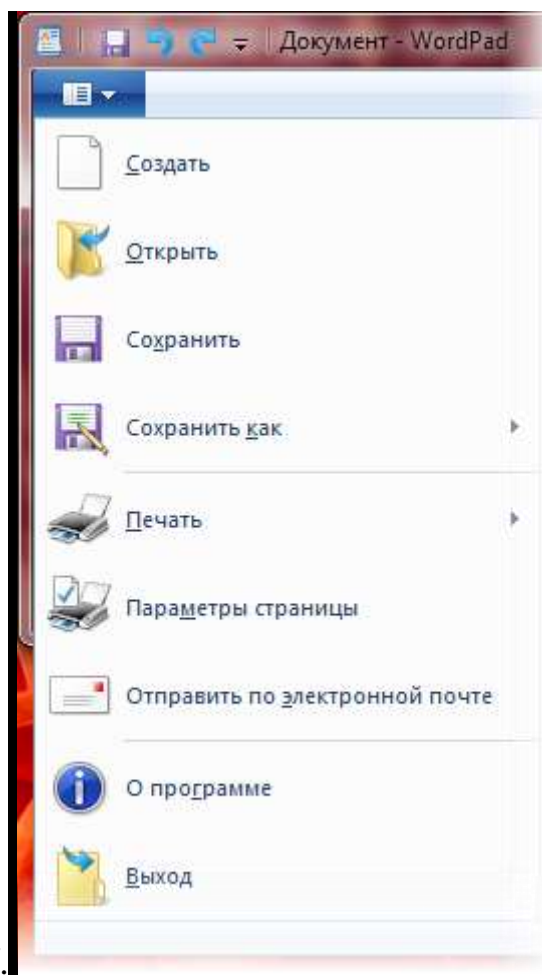 Документ - WordPad
Создать
Открыть
Сохранить
Сохранить как
Печать
Параметры страницы
Отправить по электронной почте
О программе
Выход
.